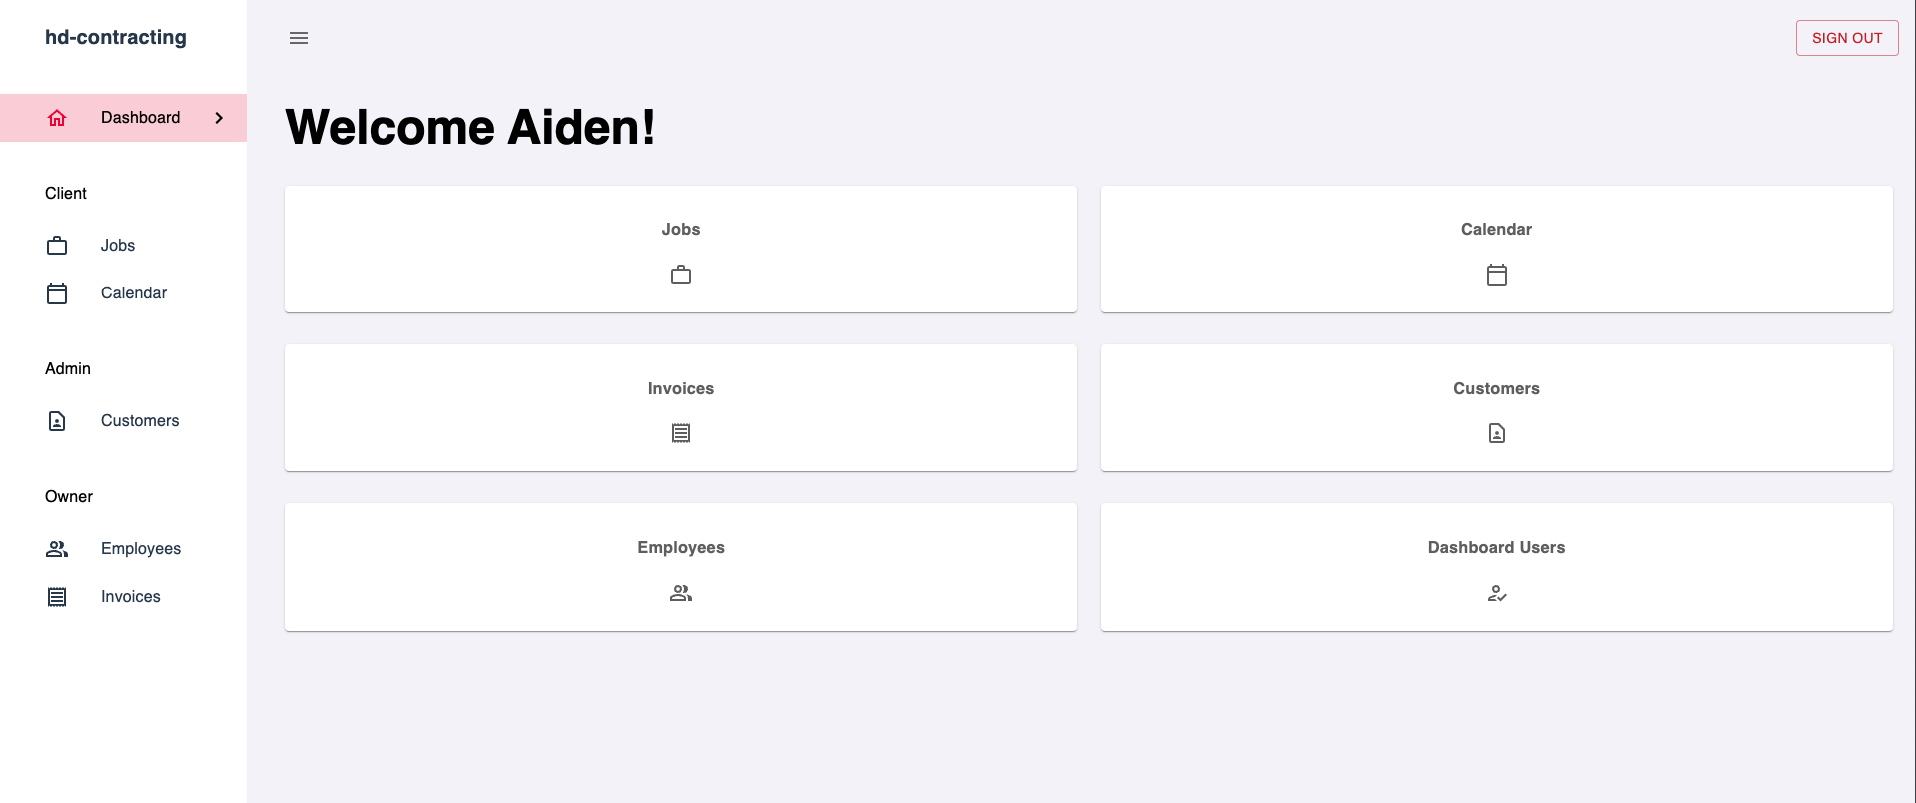 hd-contracting
SIGN OUT
Dashboard
Client
Jobs
Calendar
Admin
Customers
Owner
Employees
Invoices
Welcome Aiden!
Jobs
Calendar
Invoices
Customers
Employees
Dashboard Users